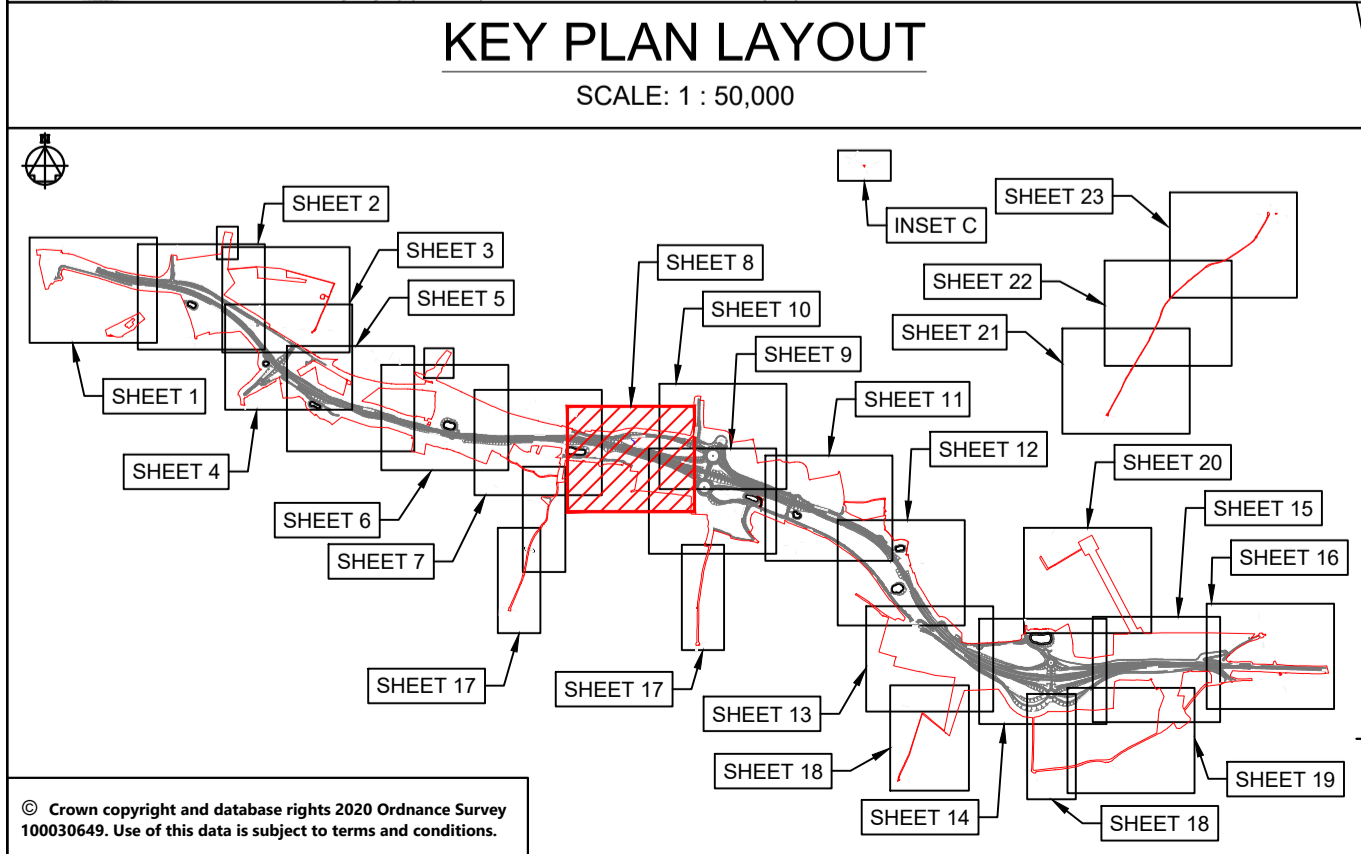 KEY PLAN LAYOUT
SCALE: 1 : 50,000
SHEET 2
SHEET 3
SHEET 5
SHEET 8
SHEET 10
SHEET 9
SHEET 11
SHEET 12
INSET C
SHEET 23
SHEET 22
SHEET 21
SHEET 1
SHEET 4
SHEET 6
SHEET 7
SHEET 17
SHEET 17
SHEET 20
SHEET 15
SHEET 16
SHEET 13
SHEET 18
SHEET 14
SHEET 18
SHEET 19
© Crown copyright and database rights 2020 Ordnance Survey
100030649. Use of this data is subject to terms and conditions.